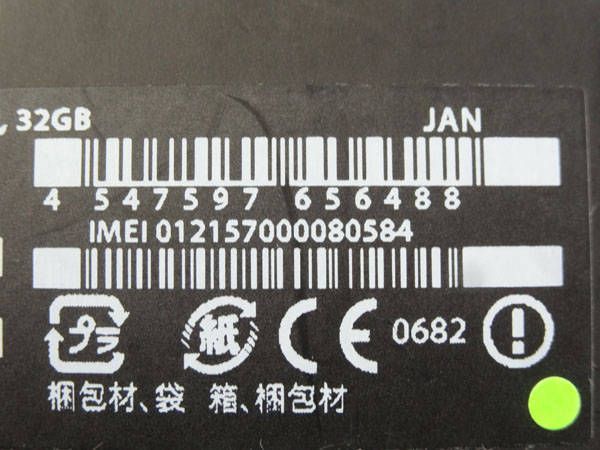 32GB JAN
4 547597 656488
IMEI 012157000080584
プラ 紙 CE 0682 !
梱包材、袋 箱、梱包材